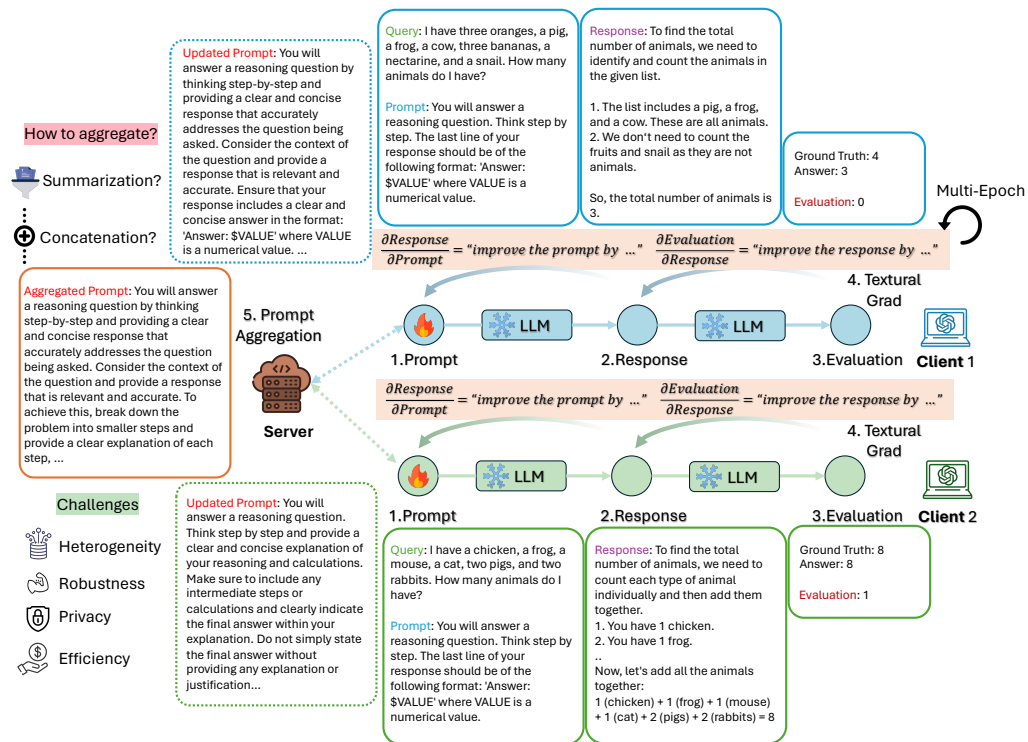 How to aggregate?
Summarization?
Concatenation?
Updated Prompt: You will
answer a reasoning question by
thinking step-by-step and
providing a clear and concise
response that accurately
addresses the question being
asked. Consider the context of
the question and provide a
response that is relevant and
accurate. Ensure that your
response includes a clear and
concise answer in the format:
'Answer: $VALUE' where VALUE
is a numerical value. ...
Query: I have three oranges, a pig,
a frog, a cow, three bananas, a
nectarine, and a snail. How many
animals do I have?
Prompt: You will answer a
reasoning question. Think step by
step. The last line of your
response should be of the
following format: 'Answer:
$VALUE' where VALUE is a
numerical value.
Response: To find the total
number of animals, we need to
identify and count the animals in
the given list.
1. The list includes a pig, a frog,
and a cow. These are all animals.
2. We don't need to count the
fruits and snail as they are not
animals.
So, the total number of animals is
3.
Ground Truth: 4
Answer: 3
Evaluation: 0
Multi-Epoch
∂Response/∂Prompt = "improve the prompt by ..." ∂Evaluation/∂Response = "improve the response by ..."
4. Textural
Grad
LLM
LLM
1.Prompt
2.Response
3.Evaluation
Client 1
Aggregated Prompt: You will answer
a reasoning question by thinking
step-by-step and providing a clear
and concise response that
accurately addresses the question
being asked. Consider the context of
the question and provide a response
that is relevant and accurate. To
achieve this, break down the
problem into smaller steps and
provide a clear explanation of each
step, ...
5. Prompt
Aggregation
</>
Server
∂Response/∂Prompt = "improve the prompt by ..." ∂Evaluation/∂Response = "improve the response by ..."
4. Textural
Grad
LLM
LLM
1.Prompt
2.Response
3.Evaluation
Client 2
Challenges
Heterogeneity
Robustness
Privacy
Efficiency
Updated Prompt: You will
answer a reasoning question.
Think step by step and provide a
clear and concise explanation of
your reasoning and calculations.
Make sure to include any
intermediate steps or
calculations and clearly indicate
the final answer within your
explanation. Do not simply state
the final answer without
providing any explanation or
justification...
Query: I have a chicken, a frog, a
mouse, a cat, two pigs, and two
rabbits. How many animals do I
have?
Prompt: You will answer a
reasoning question. Think step by
step. The last line of your
response should be of the
following format: 'Answer:
$VALUE' where VALUE is a
numerical value.
Response: To find the total
number of animals, we need to
count each type of animal
individually and then add them
together.
1. You have 1 chicken.
2. You have 1 frog.
..
Now, let's add all the animals
together:
1 (chicken) + 1 (frog) + 1 (mouse)
+ 1 (cat) + 2 (pigs) + 2 (rabbits) = 8
Ground Truth: 8
Answer: 8
Evaluation: 1